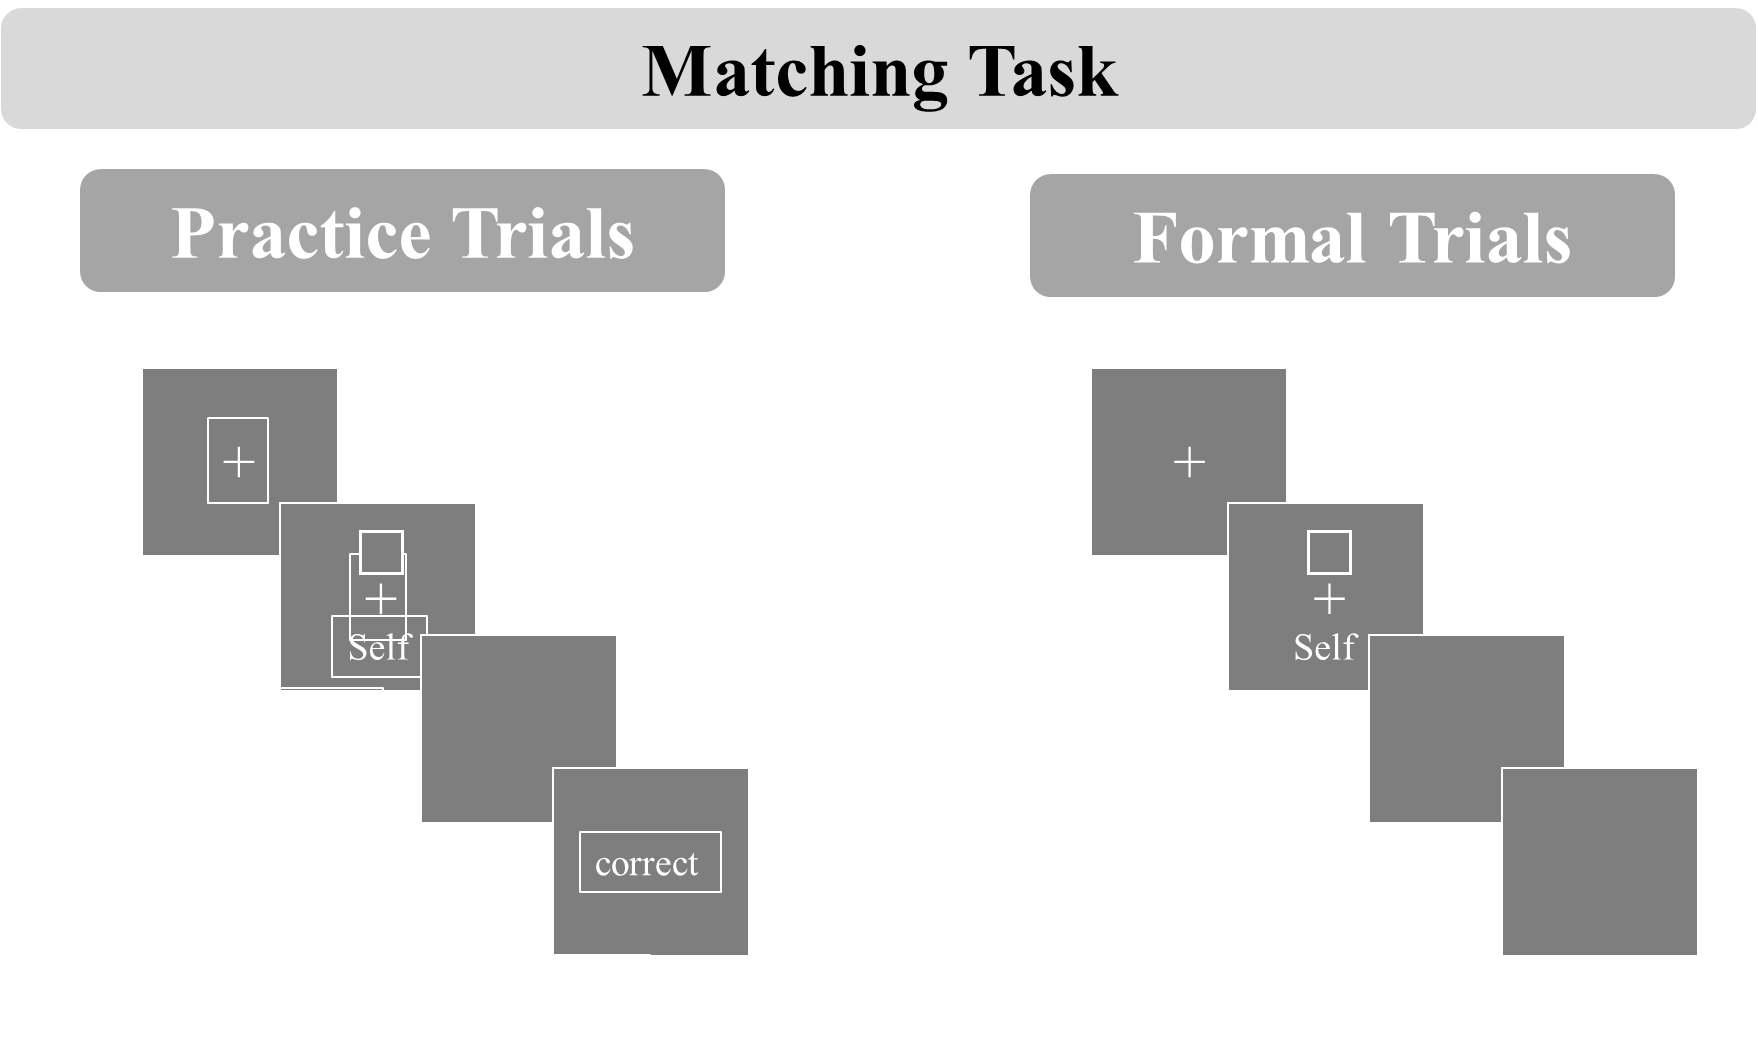 Matching Task
Practice Trials
Formal Trials
+
+
Self
correct
+
+
Self